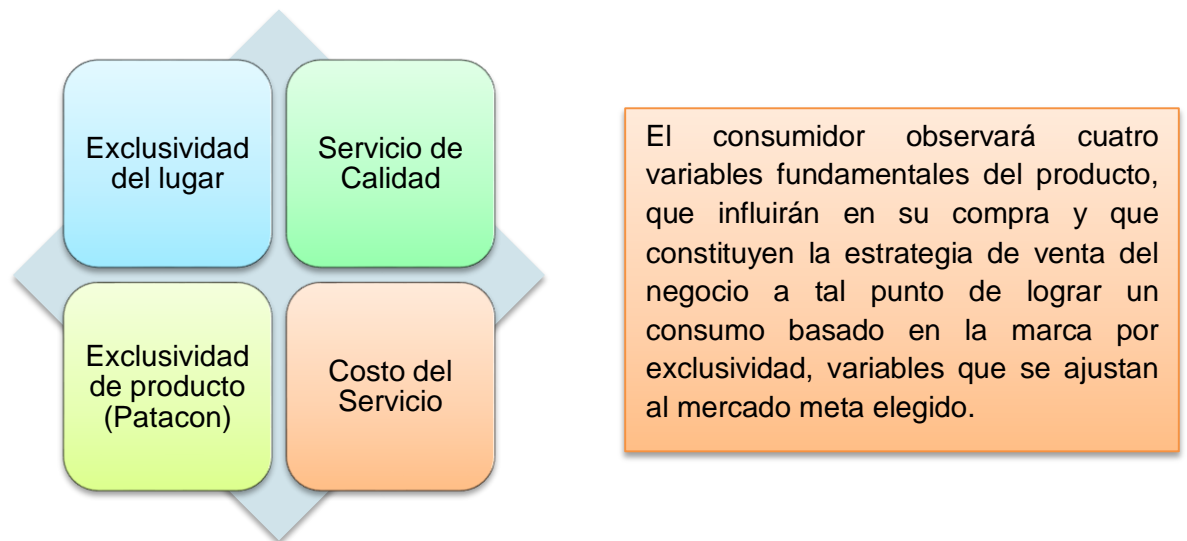 Exclusividad
del lugar
Servicio de
Calidad
Exclusividad
de producto
(Patacon)
Costo del
Servicio
El consumidor observará cuatro
variables fundamentales del producto,
que influirán en su compra y que
constituyen la estrategia de venta del
negocio a tal punto de lograr un
consumo basado en la marca por
exclusividad, variables que se ajustan
al mercado meta elegido.